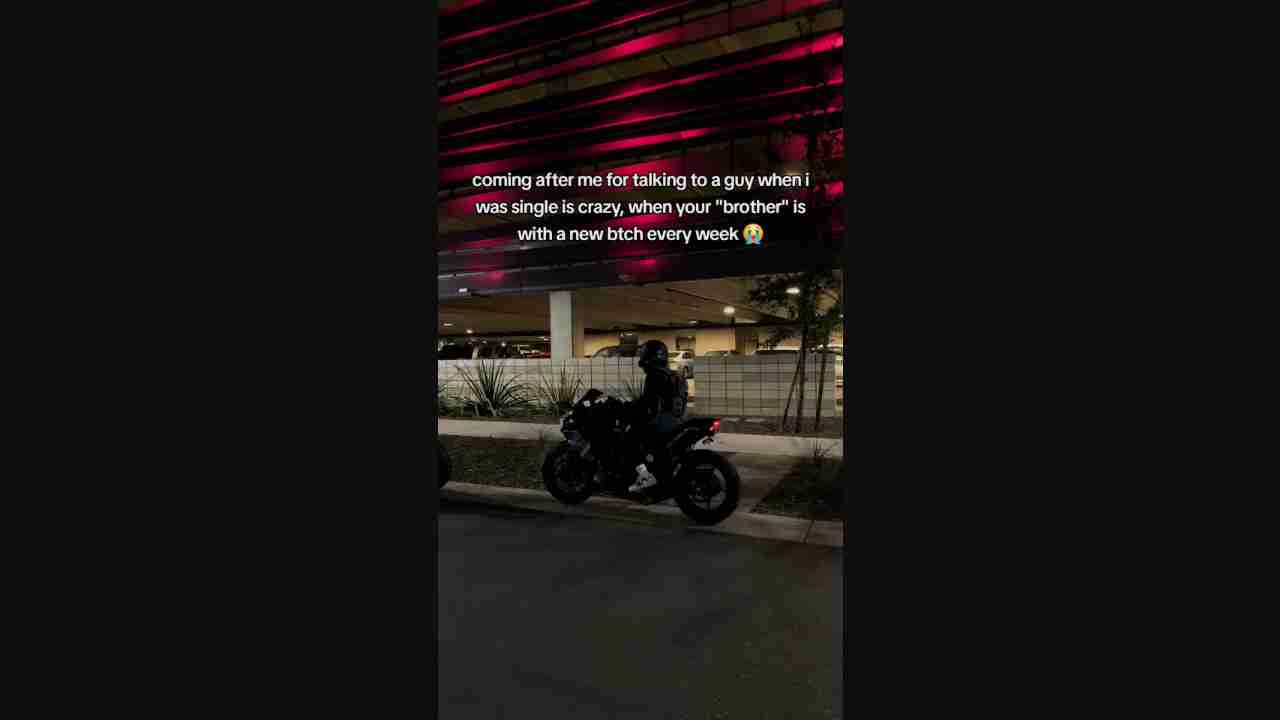 coming after me for talking to a guy when i
was single is crazy, when your "brother" is
with a new btch every week 😭